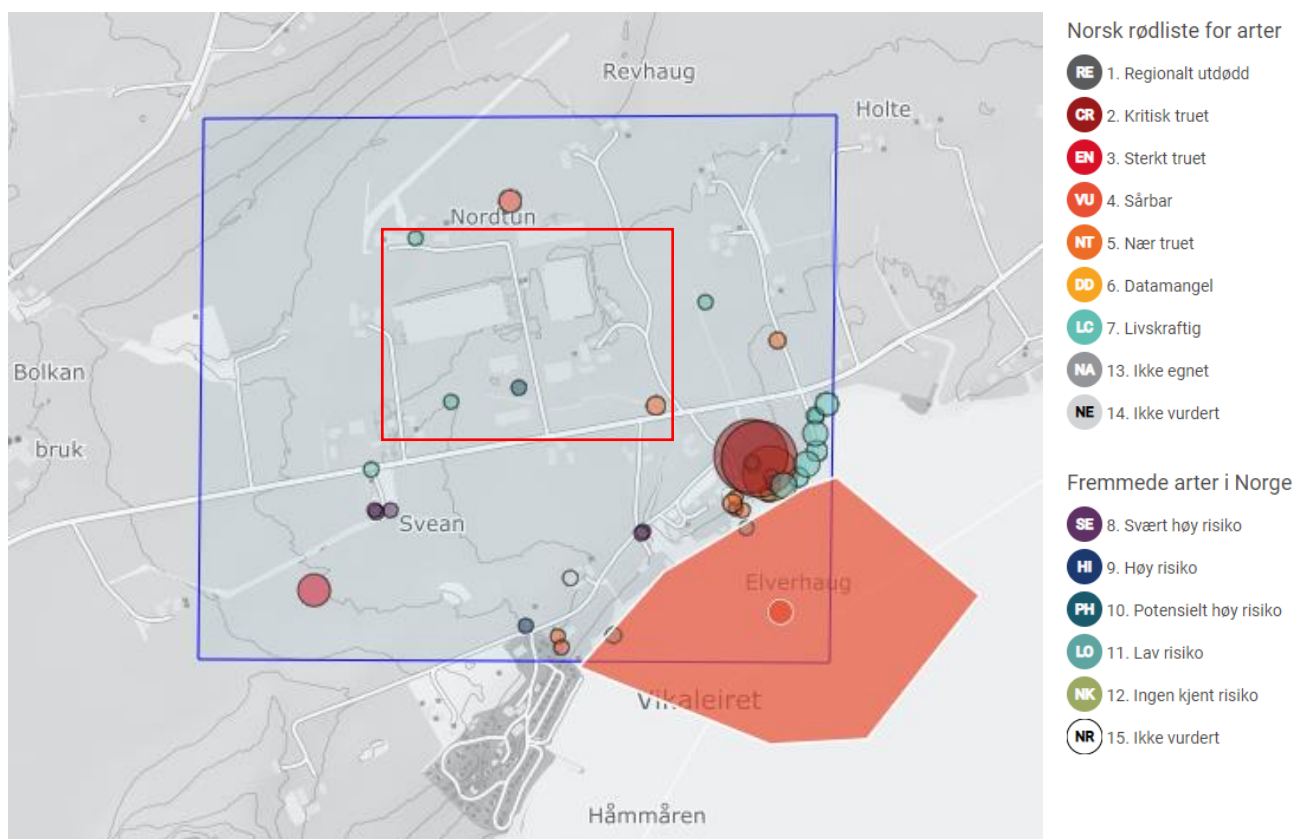 Revhaug
Holte
Nordtun
Bolkan
bruk
Svean
Elverhaug
Vikaleiret
Håmmåren
Norsk rødliste for arter
RE 1. Regionalt utdødd
CR 2. Kritisk truet
EN 3. Sterkt truet
VU 4. Sårbar
NT 5. Nær truet
DD 6. Datamangel
LC 7. Livskraftig
NA 13. Ikke egnet
NE 14. Ikke vurdert
Fremmede arter i Norge
SE 8. Svært høy risiko
HI 9. Høy risiko
PH 10. Potensielt høy risiko
LO 11. Lav risiko
NK 12. Ingen kjent risiko
NR 15. Ikke vurdert